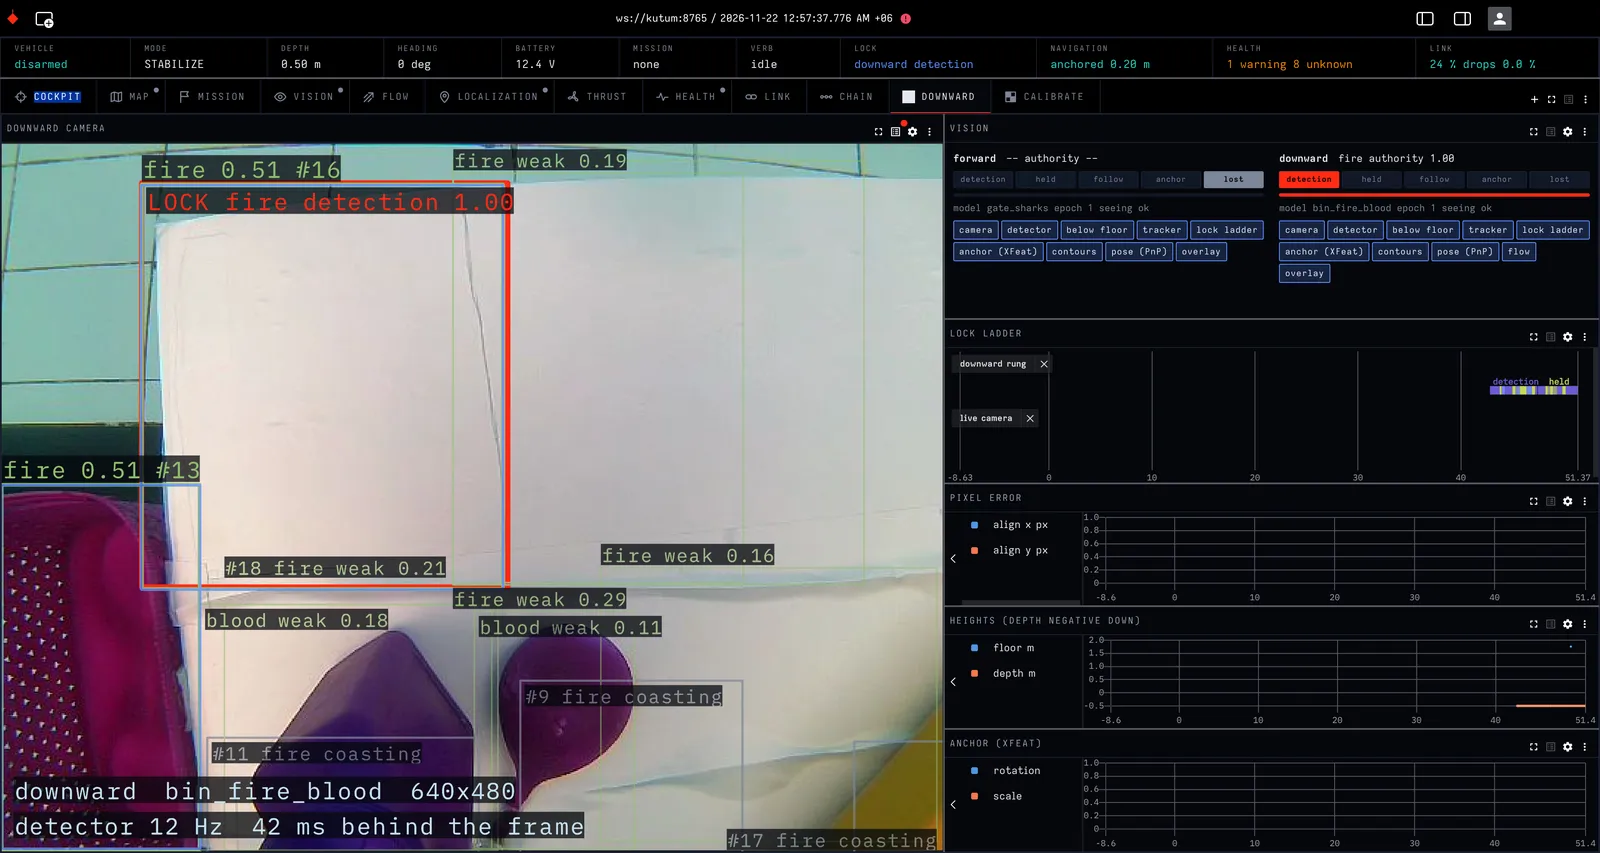 ws://kutum:8765 / 2026-11-22 12:57:37.776 AM +06
VEHICLE
disarmed
MODE
STABILIZE
DEPTH
0.50 m
HEADING
0 deg
BATTERY
12.4 V
MISSION
none
VERB
idle
LOCK
downward detection
NAVIGATION
anchored 0.20 m
HEALTH
1 warning 8 unknown
LINK
24 % drops 0.0 %
COCKPIT
MAP
MISSION
VISION
FLOW
LOCALIZATION
THRUST
HEALTH
LINK
CHAIN
DOWNWARD
CALIBRATE
DOWNWARD CAMERA
fire 0.51 #16
fire weak 0.19
LOCK fire detection 1.00
fire 0.51 #13
#18 fire weak 0.21
fire weak 0.16
fire weak 0.29
blood weak 0.18
blood weak 0.11
#9 fire coasting
#11 fire coasting
downward bin_fire_blood 640x480
detector 12 Hz 42 ms behind the frame
#17 fire coasting
VISION
forward -- authority --
detection held follow anchor lost
model gate_sharks epoch 1 seeing ok
camera detector below floor tracker lock ladder
anchor (XFeat) contours pose (PnP) overlay
downward fire authority 1.00
detection held follow anchor lost
model bin_fire_blood epoch 1 seeing ok
camera detector below floor tracker lock ladder
anchor (XFeat) contours pose (PnP) flow
overlay
LOCK LADDER
downward rung
detection held
live camera
-8.63 0 10 20 30 40 51.37
PIXEL ERROR
align x px
align y px
1.0
0.8
0.6
0.4
0.2
0
-8.6 0 10 20 30 40 51.4
HEIGHTS (DEPTH NEGATIVE DOWN)
floor m
depth m
2.0
1.5
1.0
0.5
0
-0.5
-8.6 0 10 20 30 40 51.4
ANCHOR (XFEAT)
rotation
scale
1.0
0.8
0.6
0.4
0.2
0
-8.6 0 10 20 30 40 51.4